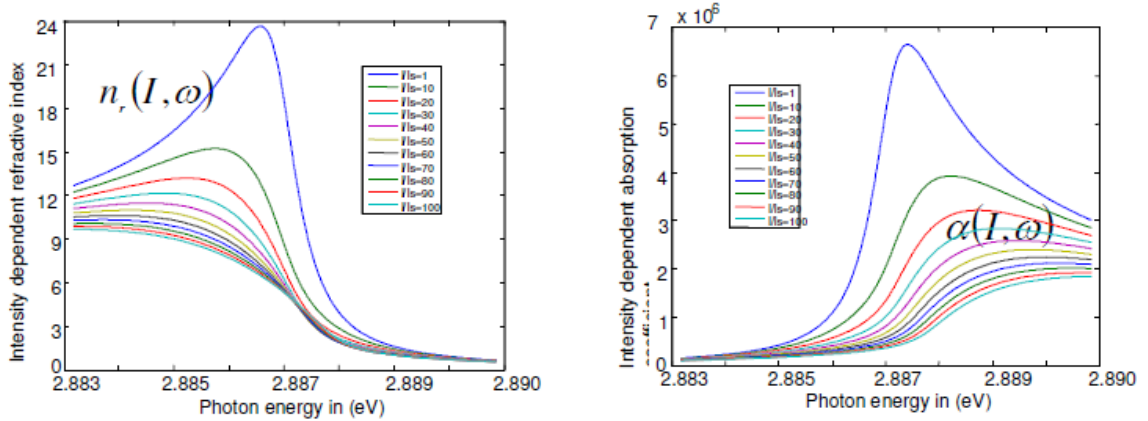 24
21
18
15
12
9
6
3
0
Intensity dependent refractive index
n_r(I, ω)
I/Is=1
I/Is=10
I/Is=20
I/Is=30
I/Is=40
I/Is=50
I/Is=60
I/Is=70
I/Is=80
I/Is=90
I/Is=100
2.883 2.885 2.887 2.889 2.890
Photon energy in (eV)
7 x 10^6
6
5
4
3
2
1
0
Intensity dependent absorption
I/Is=1
I/Is=10
I/Is=20
I/Is=30
I/Is=40
I/Is=50
I/Is=60
I/Is=70
I/Is=80
I/Is=90
I/Is=100
α(I, ω)
2.883 2.885 2.887 2.889 2.890
Photon energy in (eV)